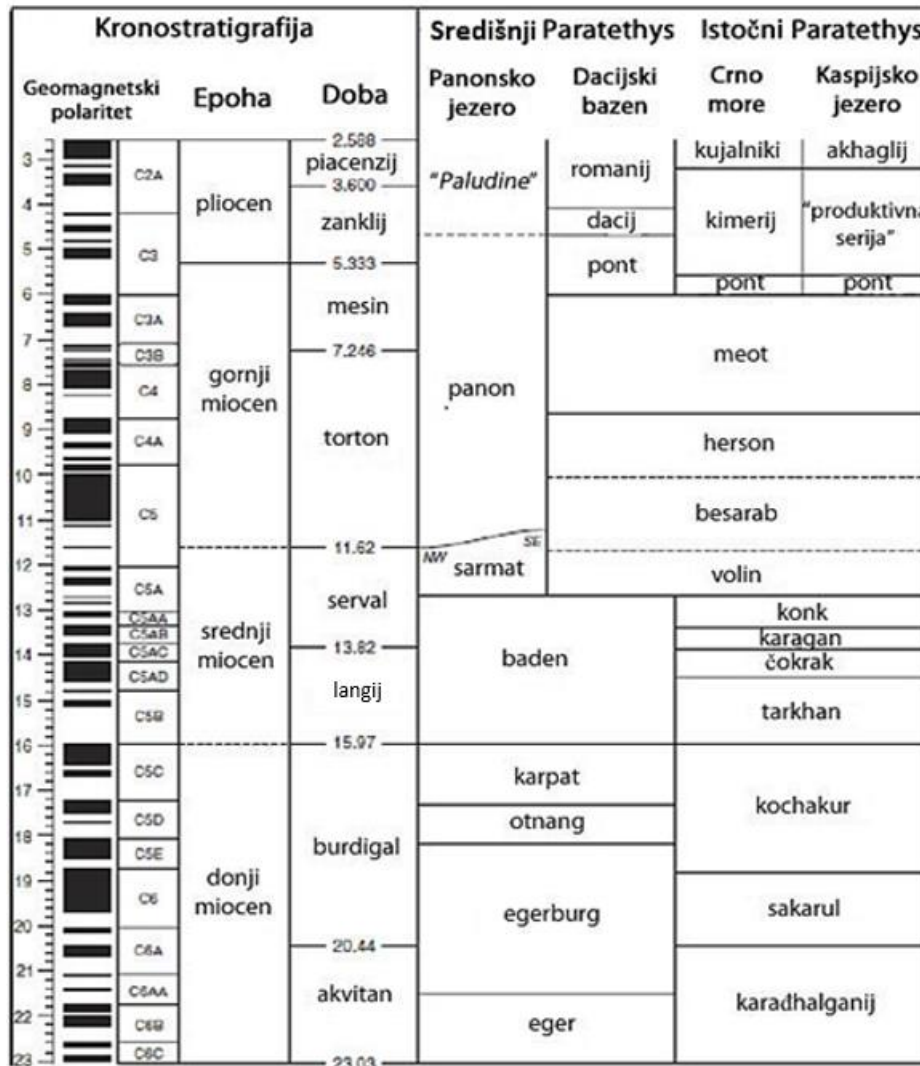 Kronostratigrafija
Središnji Paratethys
Istočni Paratethys
Geomagnetski
polaritet
Epoha
Doba
Panonsko
jezero
Dacijski
bazen
Crno
more
Kaspijsko
jezero
3
4
5
6
7
8
9
10
11
12
13
14
15
16
17
18
19
20
21
22
23
C2A
C3
C3A
C3B
C4
C4A
C5
C5A
C5AA
C5AB
C5AC
C5AD
C5B
C5C
C5D
C5E
C6
C6A
C6AA
C6B
C6C
pliocen
gornji
miocen
srednji
miocen
donji
miocen
2.588
piacenzij
3.600
zanklij
5.333
mesin
7.246
torton
11.62
serval
13.82
langij
15.97
burdigal
20.44
akvitan
23.03
"Paludine"
panon
NW
SE
sarmat
romanij
dacij
pont
kujalniki
akhaglij
kimerij
"produktivna
serija"
pont
pont
meot
herson
besarab
volin
baden
konk
karagan
čokrak
tarkhan
karpat
otnang
kochakur
egerburg
sakarul
eger
karadhalganij